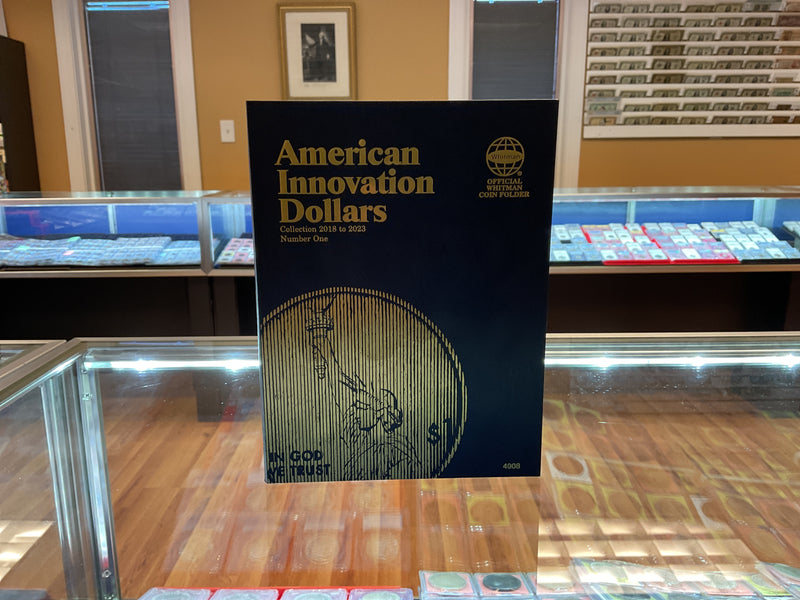 American
Innovation
Dollars
Collection 2018 to 2023
Number One
Whitman
®
OFFICIAL
WHITMAN
COIN FOLDER
$1
IN GOD
WE TRUST
4908